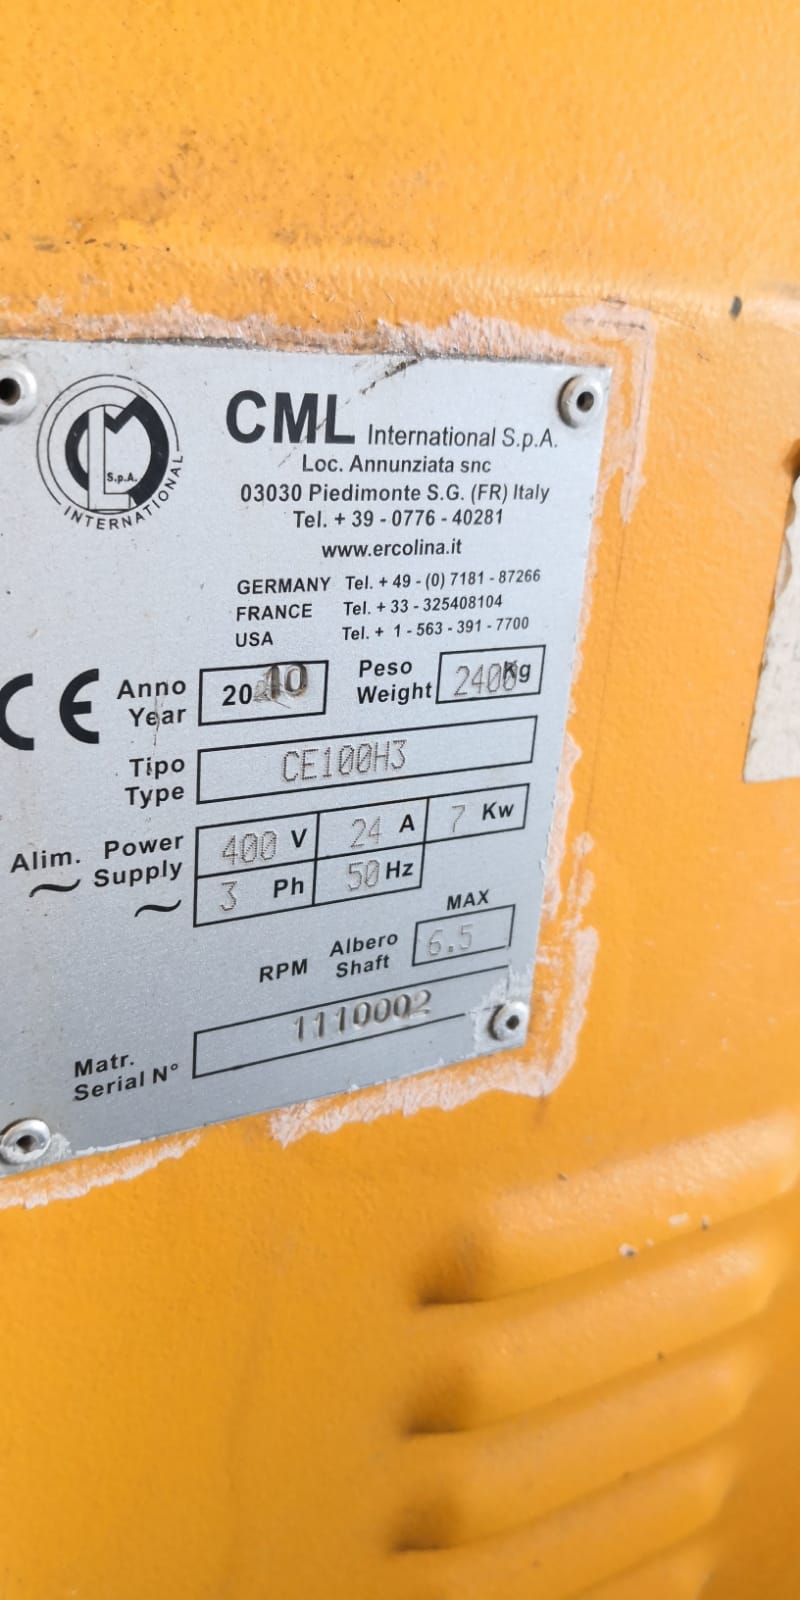 CML International S.p.A.
S.p.A.
INTERNATIONAL
Loc. Annunziata snc
03030 Piedimonte S.G. (FR) Italy
Tel. + 39 - 0776 - 40281
www.ercolina.it
GERMANY Tel. + 49 - (0) 7181 - 87266
FRANCE Tel. + 33 - 325408104
USA Tel. + 1 - 563 - 391 - 7700
CE Anno Year 2010 Peso Weight 2400 Kg
Tipo Type CE100H3
Alim. Power Supply 400 V 24 A 7 Kw
~ ~ 3 Ph 50 Hz
MAX
RPM Albero Shaft 6.5
Matr. Serial N° 1110002